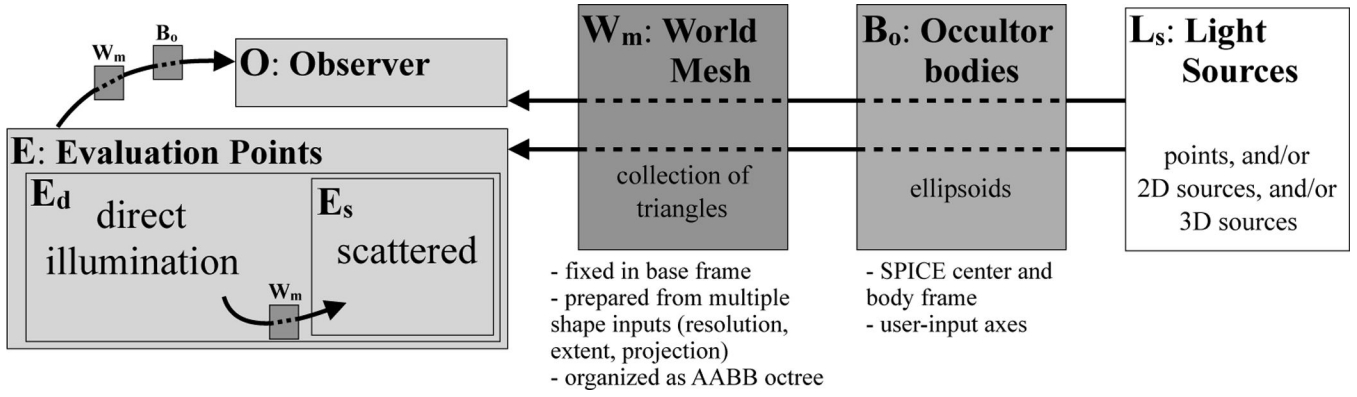 Wm
Bo
O: Observer
E: Evaluation Points
Ed
direct
illumination
Wm
Es
scattered
Wm: World
Mesh
collection of
triangles
- fixed in base frame
- prepared from multiple
shape inputs (resolution,
extent, projection)
- organized as AABB octree
Bo: Occultor
bodies
ellipsoids
- SPICE center and
body frame
- user-input axes
Ls: Light
Sources
points, and/or
2D sources, and/or
3D sources